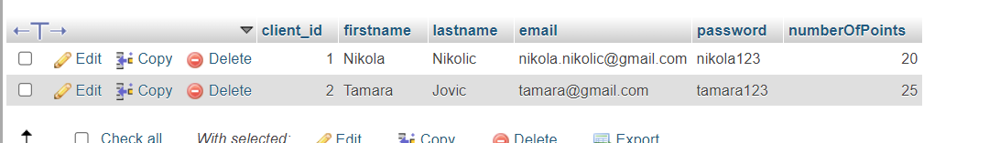 client_id firstname lastname email password numberOfPoints
Edit Copy Delete 1 Nikola Nikolic nikola.nikolic@gmail.com nikola123 20
Edit Copy Delete 2 Tamara Jovic tamara@gmail.com tamara123 25
Check all With selected: Edit Copy Delete Export